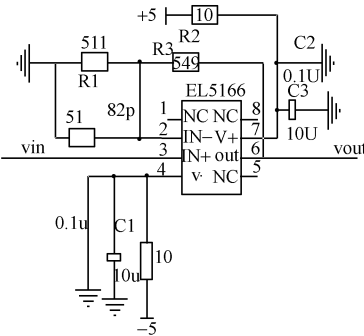 +5
10
R2
C2
511
R3
549
0.1U
R1
EL5166
C3
82p
1 NC NC 8
51
2 IN- V+ 7
10U
vin
3 IN+ out 6
vout
4 v- NC 5
0.1u
C1
10
10u
-5